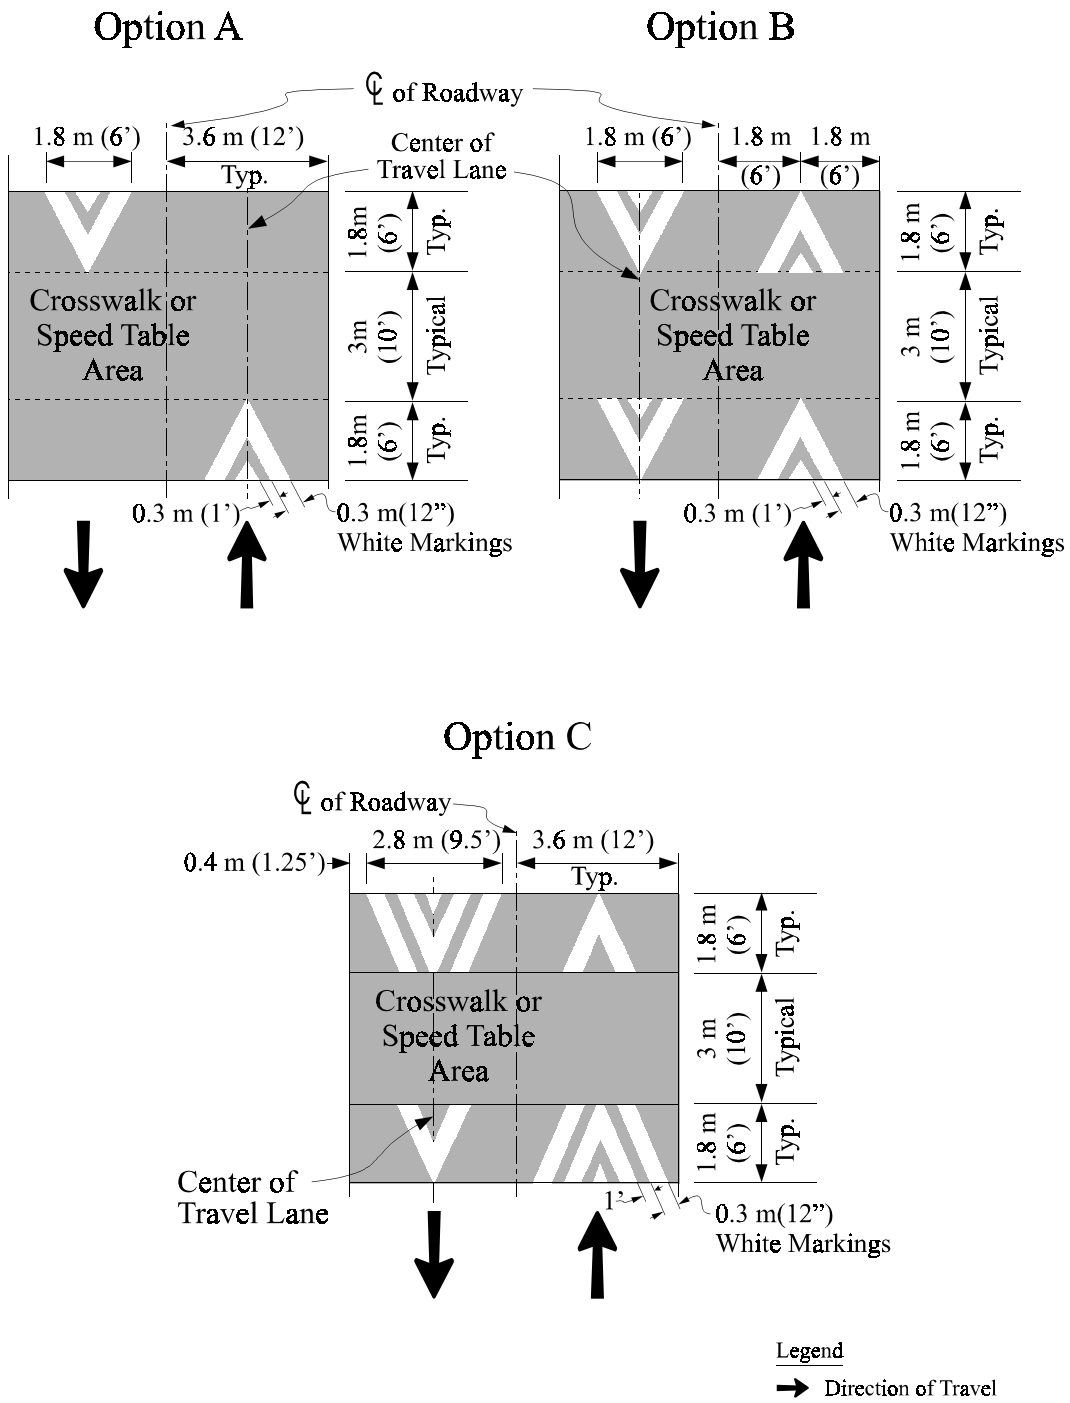 Option A
Option B
℄ of Roadway
1.8 m (6’)
3.6 m (12’)
Typ.
Center of
Travel Lane
1.8 m (6’)
1.8 m
(6’)
1.8 m
(6’)
1.8m
(6’)
Typ.
3m
(10’)
Typical
1.8m
(6’)
Typ.
Crosswalk or
Speed Table
Area
0.3 m (1’)
0.3 m(12”)
White Markings
1.8 m
(6’)
Typ.
3 m
(10’)
Typical
1.8 m
(6’)
Typ.
Crosswalk or
Speed Table
Area
0.3 m (1’)
0.3 m(12”)
White Markings
Option C
℄ of Roadway
2.8 m (9.5’)
3.6 m (12’)
Typ.
0.4 m (1.25’)
1.8 m
(6’)
Typ.
3 m
(10’)
Typical
1.8 m
(6’)
Typ.
Crosswalk or
Speed Table
Area
Center of
Travel Lane
1’
0.3 m(12”)
White Markings
Legend
Direction of Travel